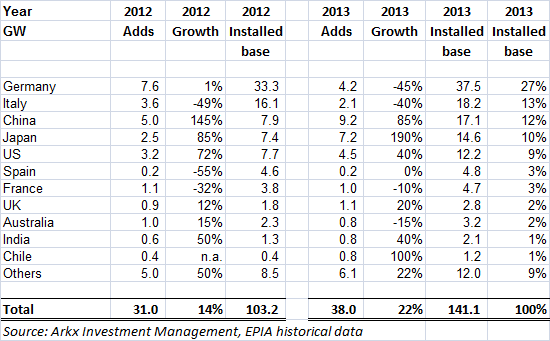 Year 2012 2012 2012 2013 2013 2013 2013
GW Adds Growth Installed Adds Growth Installed Installed
base base base
Germany 7.6 1% 33.3 4.2 -45% 37.5 27%
Italy 3.6 -49% 16.1 2.1 -40% 18.2 13%
China 5.0 145% 7.9 9.2 85% 17.1 12%
Japan 2.5 85% 7.4 7.2 190% 14.6 10%
US 3.2 72% 7.7 4.5 40% 12.2 9%
Spain 0.2 -55% 4.6 0.2 0% 4.8 3%
France 1.1 -32% 3.8 1.0 -10% 4.7 3%
UK 0.9 12% 1.8 1.1 20% 2.8 2%
Australia 1.0 15% 2.3 0.8 -15% 3.2 2%
India 0.6 50% 1.3 0.8 40% 2.1 1%
Chile 0.4 n.a. 0.4 0.8 100% 1.2 1%
Others 5.0 50% 8.5 6.1 22% 12.0 9%
Total 31.0 14% 103.2 38.0 22% 141.1 100%
Source: Arkx Investment Management, EPIA historical data